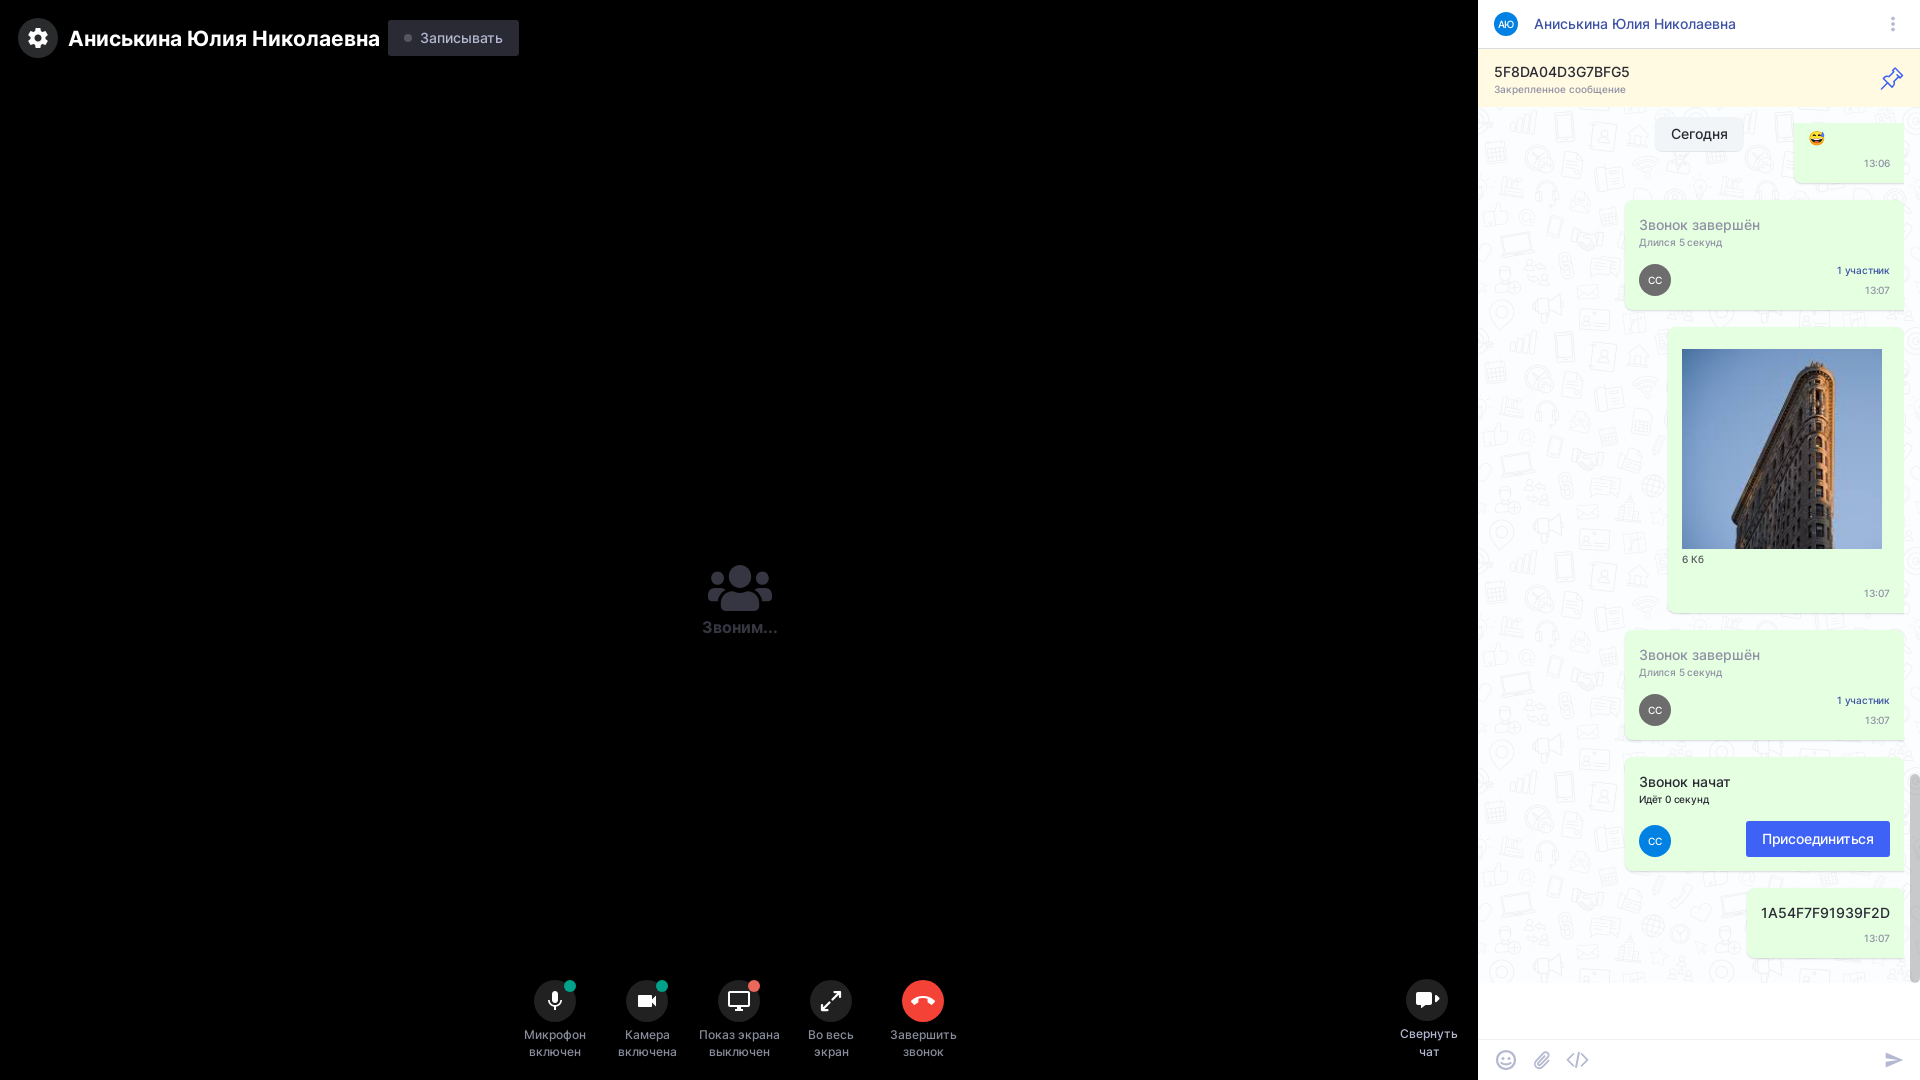 Аниськина Юлия Николаевна
Записывать
Звоним...
Микрофон
включен
Камера
включена
Показ экрана
выключен
Во весь
экран
Завершить
звонок
Свернуть
чат
АЮ
Аниськина Юлия Николаевна
5F8DA04D3G7BFG5
Закрепленное сообщение
Сегодня
13:06
Звонок завершён
Длился 5 секунд
СС
1 участник
13:07
6 Кб
13:07
Звонок завершён
Длился 5 секунд
СС
1 участник
13:07
Звонок начат
Идёт 0 секунд
СС
Присоединиться
1A54F7F91939F2D
13:07